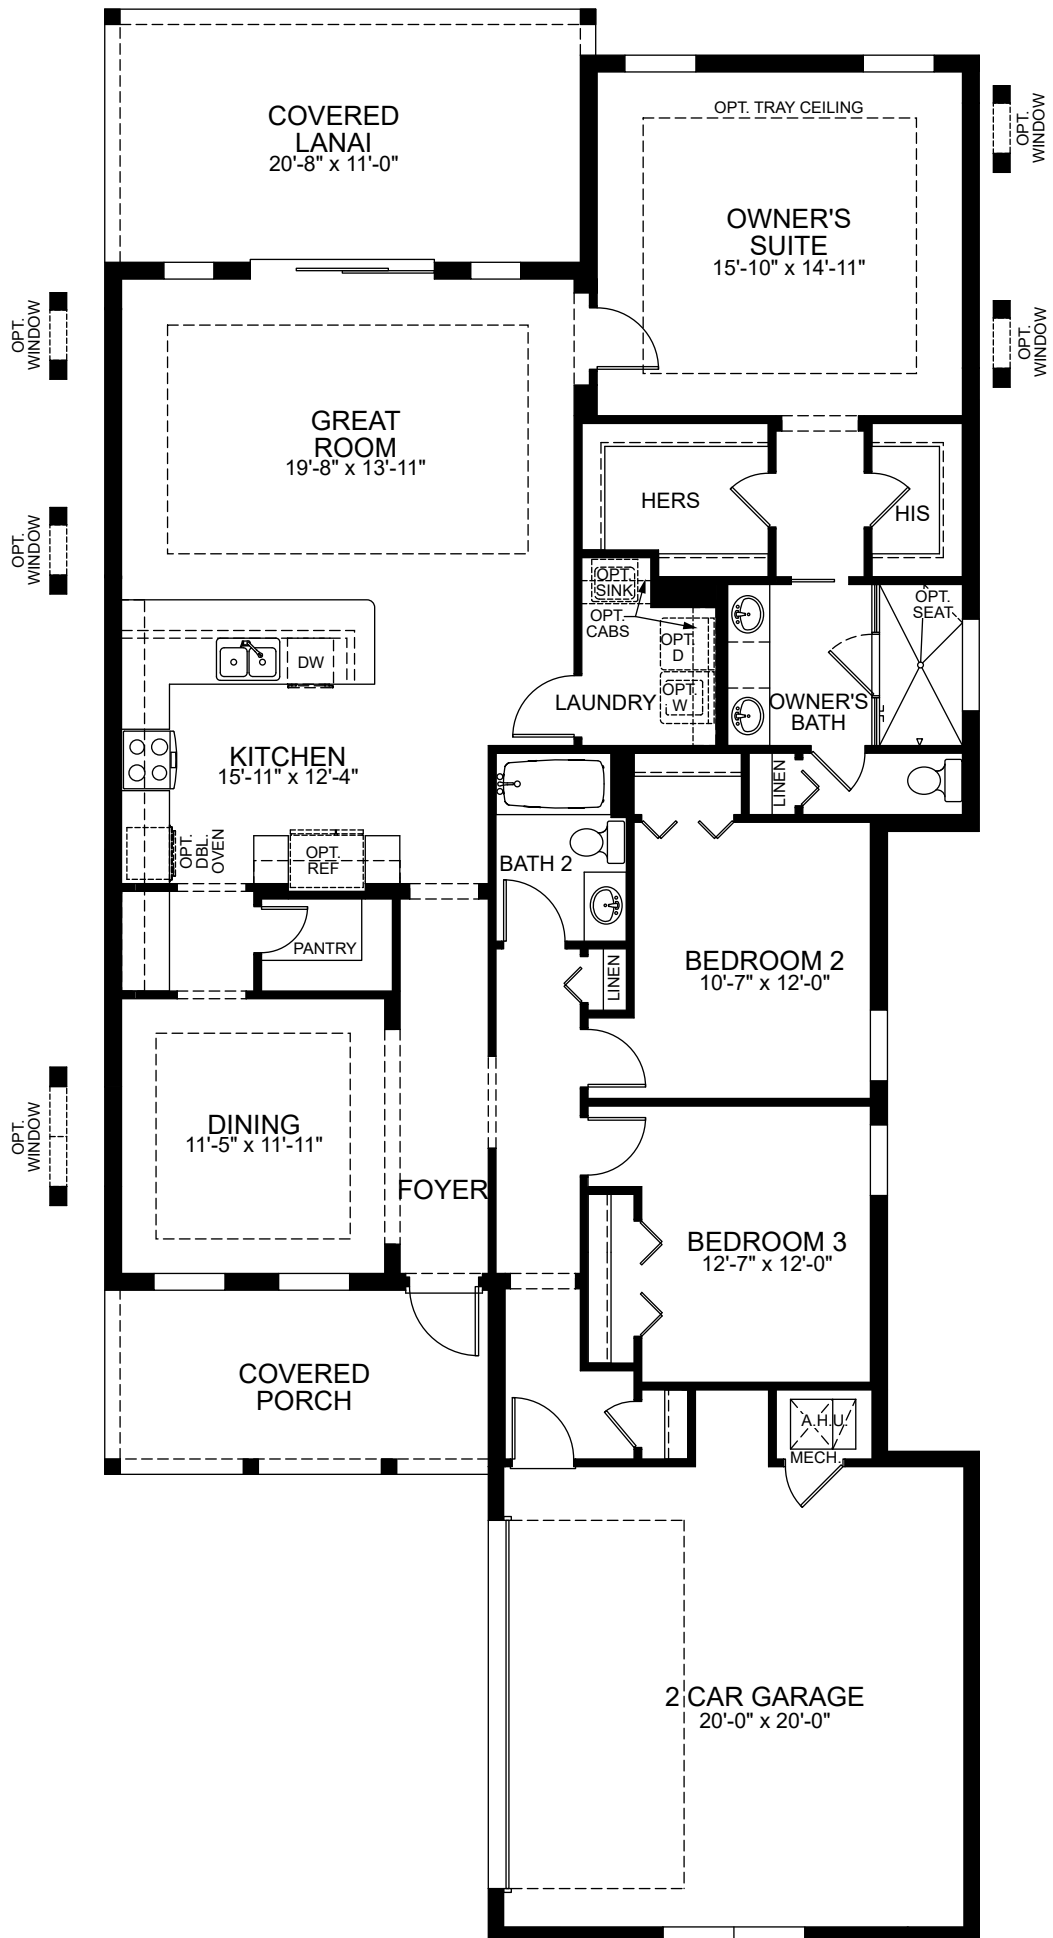 COVERED
LANAI
20'-8" x 11'-0"
OPT. TRAY CEILING
OPT.
WINDOW
OWNER'S
SUITE
15'-10" x 14'-11"
OPT.
WINDOW
OPT.
WINDOW
GREAT
ROOM
19'-8" x 13'-11"
HERS
HIS
OPT.
WINDOW
OPT.
SINK
OPT.
CABS
OPT.
SEAT
OPT
D
OPT
W
LAUNDRY
OWNER'S
BATH
DW
KITCHEN
15'-11" x 12'-4"
LINEN
OPT.
DBL.
OVEN
OPT.
REF
BATH 2
PANTRY
LINEN
BEDROOM 2
10'-7" x 12'-0"
OPT.
WINDOW
DINING
11'-5" x 11'-11"
FOYER
BEDROOM 3
12'-7" x 12'-0"
COVERED
PORCH
A.H.U.
MECH.
2 CAR GARAGE
20'-0" x 20'-0"